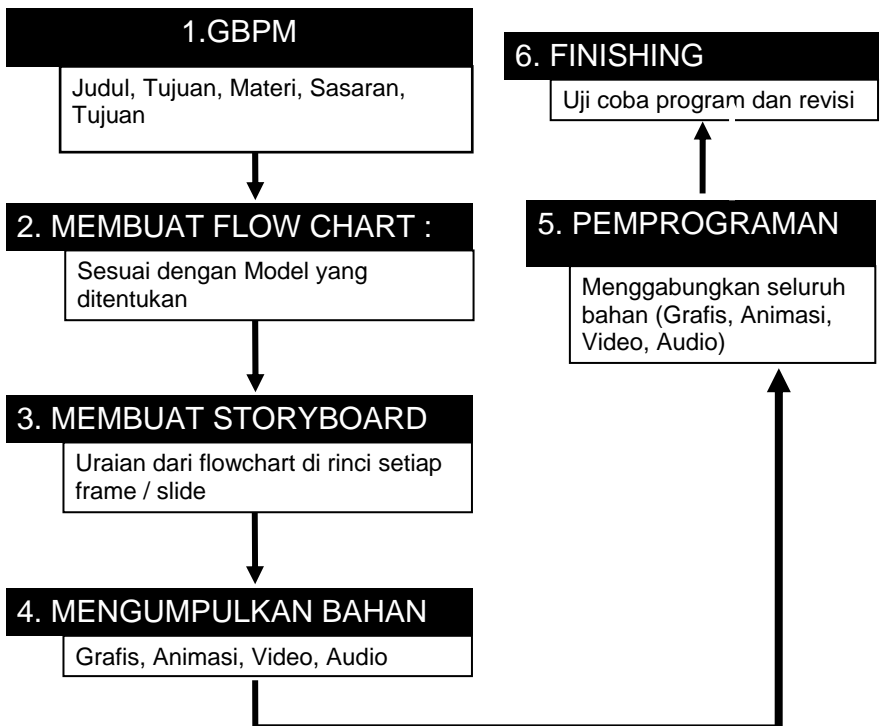 1.GBPM
Judul, Tujuan, Materi, Sasaran,
Tujuan
2. MEMBUAT FLOW CHART :
Sesuai dengan Model yang
ditentukan
3. MEMBUAT STORYBOARD
Uraian dari flowchart di rinci setiap
frame / slide
4. MENGUMPULKAN BAHAN
Grafis, Animasi, Video, Audio
5. PEMPROGRAMAN
Menggabungkan seluruh
bahan (Grafis, Animasi,
Video, Audio)
6. FINISHING
Uji coba program dan revisi